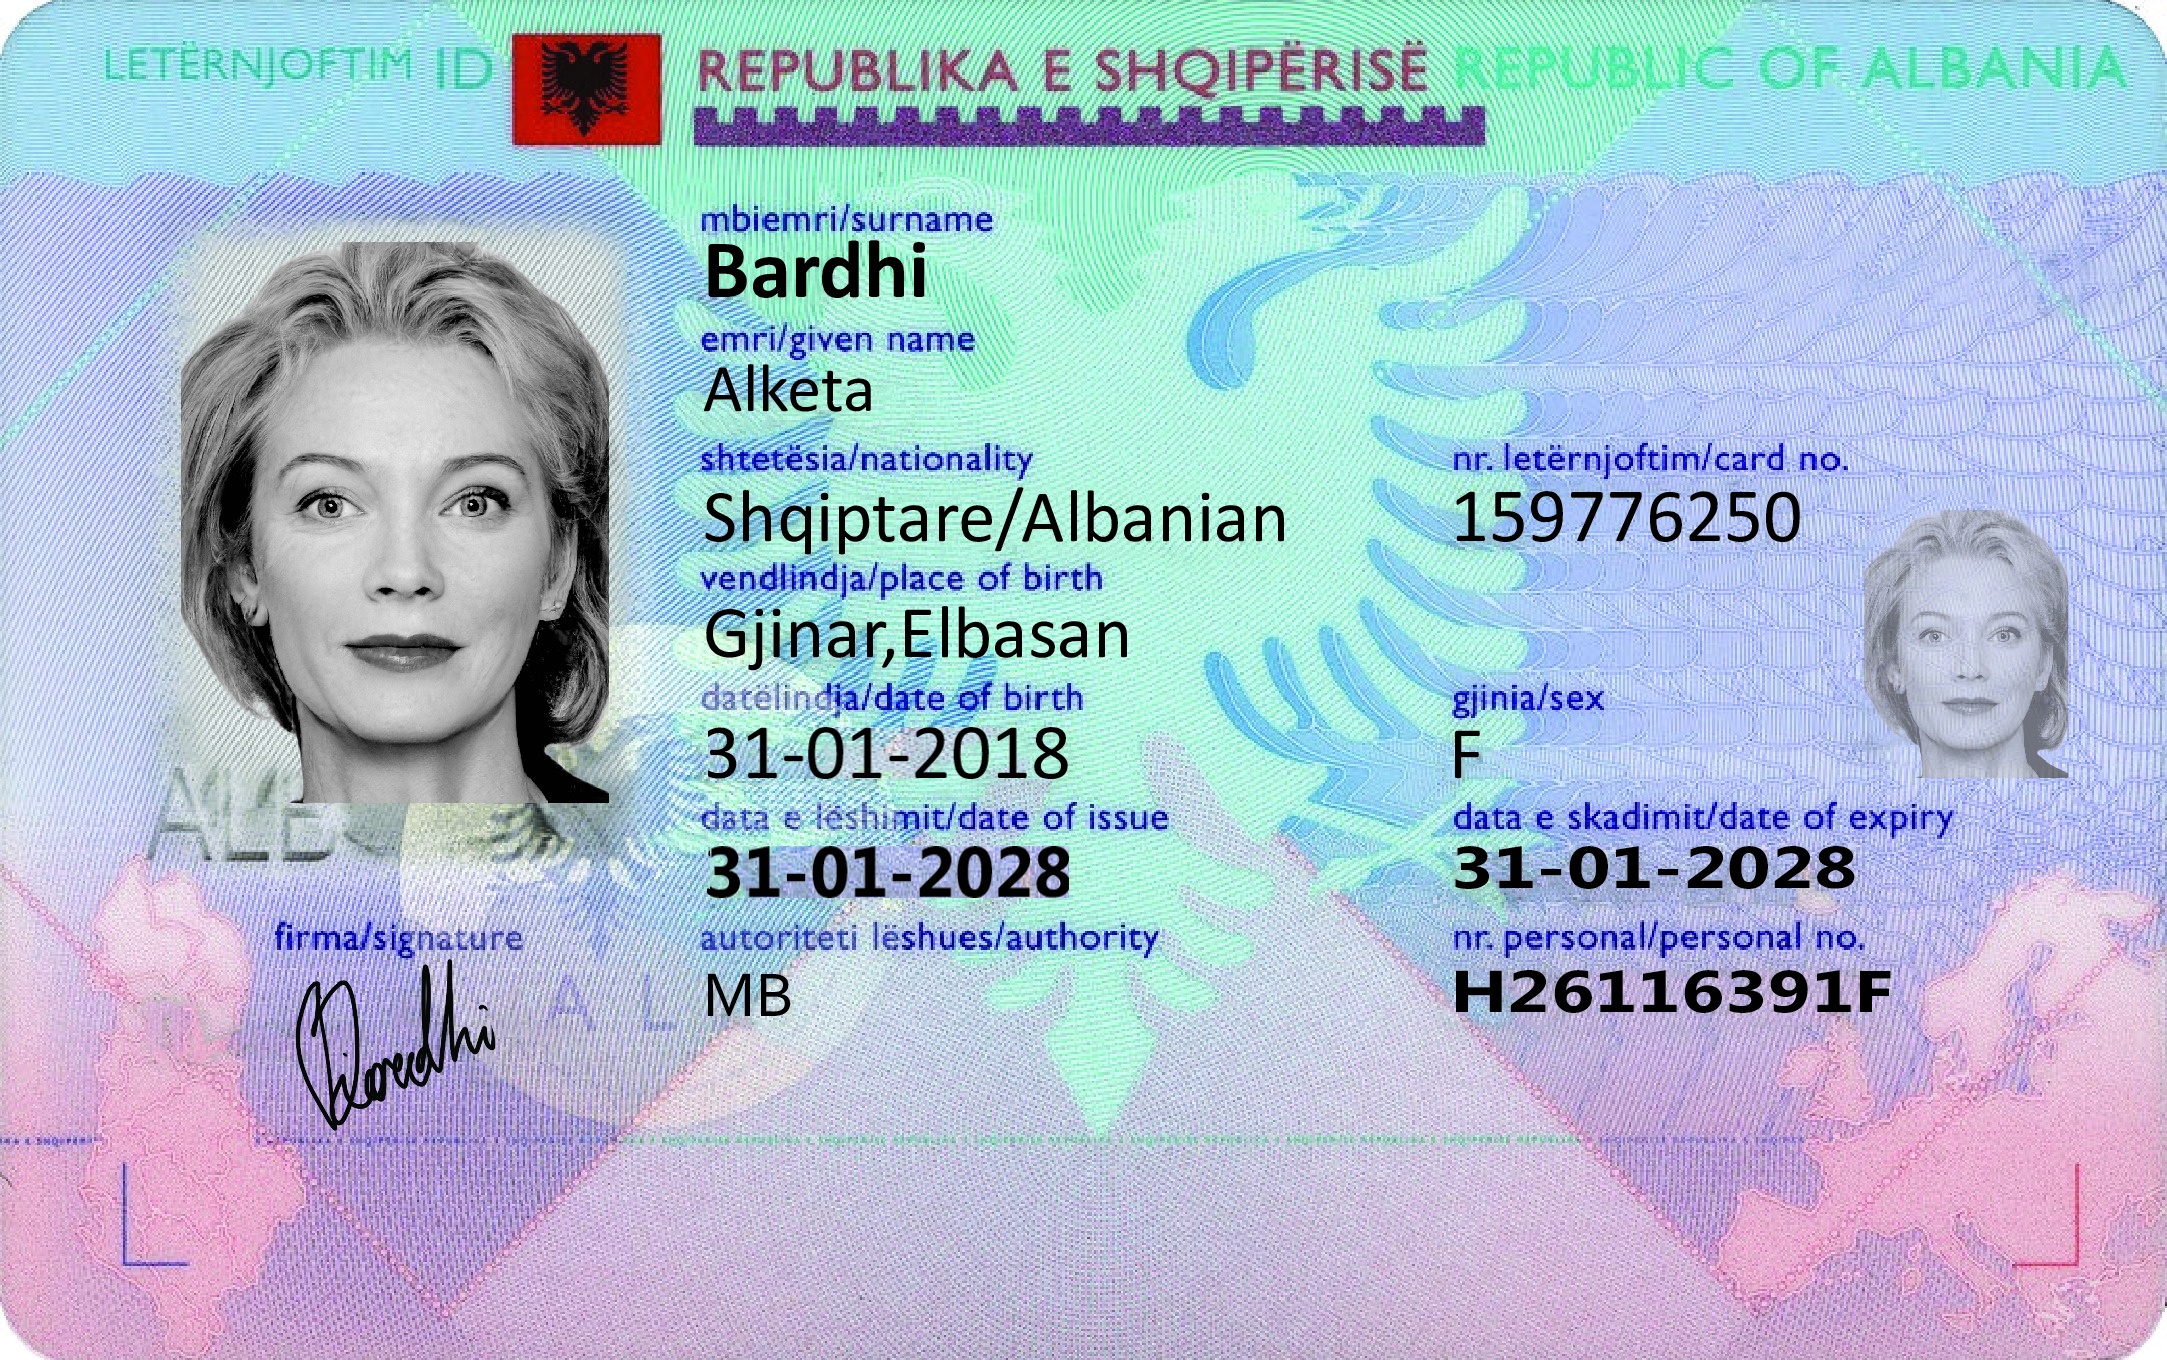 LETËRNJOFTIM ID REPUBLIKA E SHQIPËRISË REPUBLIC OF ALBANIA
mbiemri/surname
Bardhi
emri/given name
Alketa
shtetësia/nationality nr. letërnjoftim/card no.
Shqiptare/Albanian 159776250
vendlindja/place of birth
Gjinar,Elbasan
datëlindja/date of birth gjinia/sex
31-01-2018 F
data e lëshimit/date of issue data e skadimit/date of expiry
31-01-2028 31-01-2028
firma/signature autoriteti lëshues/authority nr. personal/personal no.
Bardhi MB H26116391F